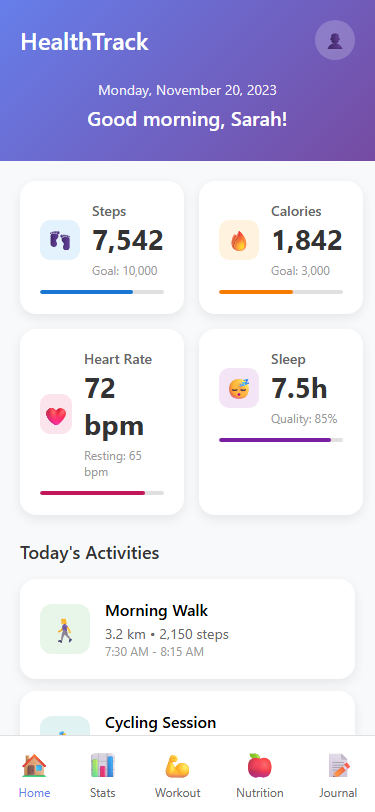 HealthTrack
Monday, November 20, 2023
Good morning, Sarah!
Steps
7,542
Goal: 10,000
Calories
1,842
Goal: 3,000
Heart Rate
72
bpm
Resting: 65
bpm
Sleep
7.5h
Quality: 85%
Today's Activities
Morning Walk
3.2 km • 2,150 steps
7:30 AM - 8:15 AM
Cycling Session
Home
Stats
Workout
Nutrition
Journal